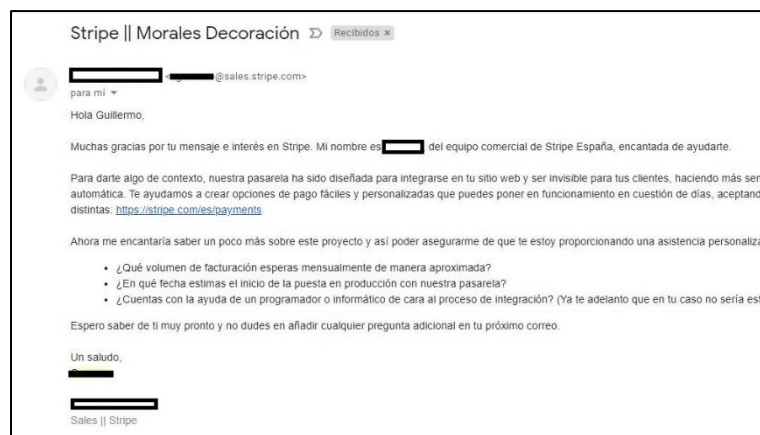 Stripe || Morales Decoración Recibidos ×
@sales.stripe.com>
para mí
Hola Guillermo,
Muchas gracias por tu mensaje e interés en Stripe. Mi nombre es del equipo comercial de Stripe España, encantada de ayudarte.
Para darte algo de contexto, nuestra pasarela ha sido diseñada para integrarse en tu sitio web y ser invisible para tus clientes, haciendo más
automática. Te ayudamos a crear opciones de pago fáciles y personalizadas que puedes poner en funcionamiento en cuestión de días,
distintas: https://stripe.com/es/payments
Ahora me encantaría saber un poco más sobre este proyecto y así poder asegurarme de que te estoy proporcionando una asistencia
• ¿Qué volumen de facturación esperas mensualmente de manera aproximada?
• ¿En qué fecha estimas el inicio de la puesta en producción con nuestra pasarela?
• ¿Cuentas con la ayuda de un programador o informático de cara al proceso de integración? (Ya te adelanto que en tu caso no sería
Espero saber de ti muy pronto y no dudes en añadir cualquier pregunta adicional en tu próximo correo.
Un saludo,
Sales || Stripe